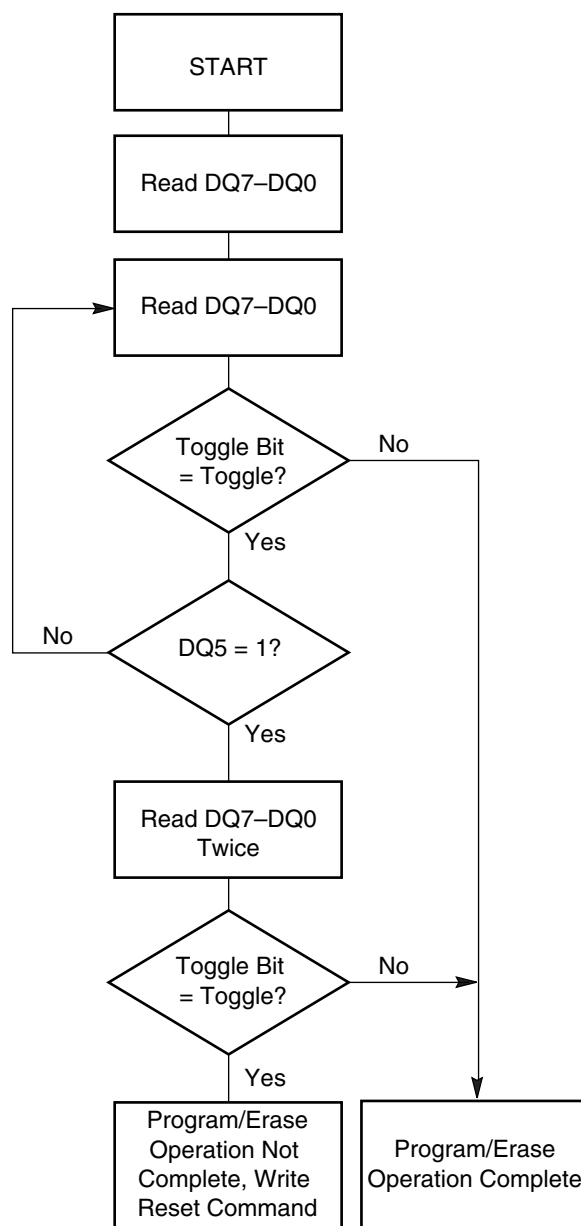 START
Read DQ7–DQ0
Read DQ7–DQ0
Toggle Bit
= Toggle?
No
Yes
No
DQ5 = 1?
Yes
Read DQ7–DQ0
Twice
Toggle Bit
= Toggle?
No
Yes
Program/Erase
Operation Not
Complete, Write
Reset Command
Program/Erase
Operation Complete